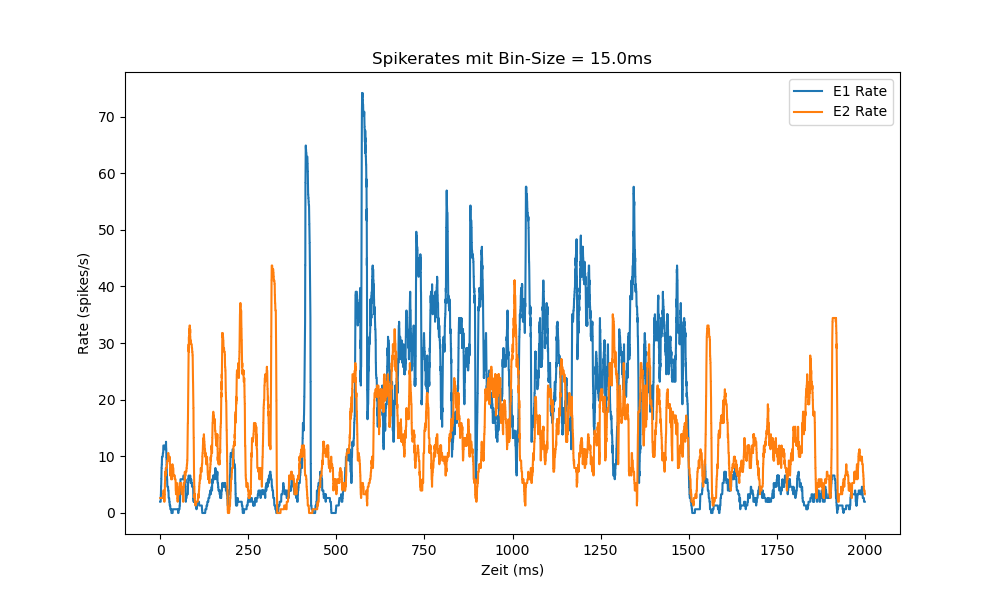 Spikerates mit Bin-Size = 15.0ms
E1 Rate
E2 Rate
Rate (spikes/s)
70
60
50
40
30
20
10
0
0 250 500 750 1000 1250 1500 1750 2000
Zeit (ms)